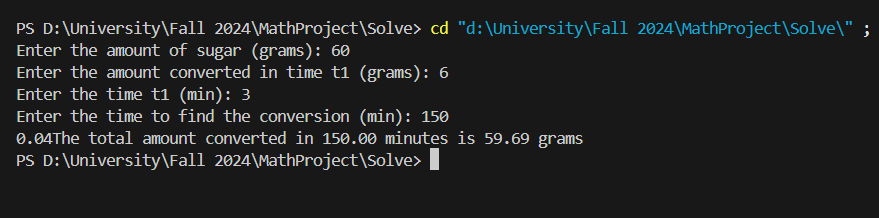 PS D:\University\Fall 2024\MathProject\Solve> cd "d:\University\Fall 2024\MathProject\Solve\" ;
Enter the amount of sugar (grams): 60
Enter the amount converted in time t1 (grams): 6
Enter the time t1 (min): 3
Enter the time to find the conversion (min): 150
0.04The total amount converted in 150.00 minutes is 59.69 grams
PS D:\University\Fall 2024\MathProject\Solve>